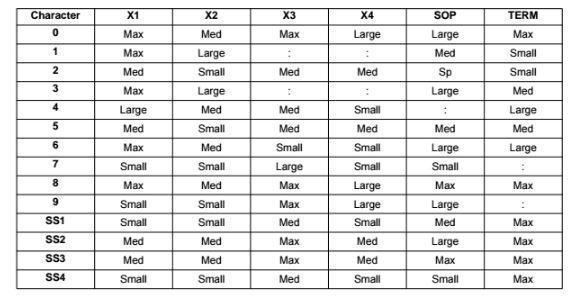 Character X1 X2 X3 X4 SOP TERM
0 Max Med Max Large Large Max
1 Max Large : : Med Small
2 Med Small Med Med Sp Small
3 Max Large : : Large Med
4 Large Med Med Small : Large
5 Med Small Med Med Med Med
6 Max Med Small Small Large Large
7 Small Small Large Small Small :
8 Max Med Max Large Max Max
9 Small Small Max Large Large :
SS1 Small Small Med Small Med Max
SS2 Med Med Max Med Large Max
SS3 Med Med Max Med Max Max
SS4 Small Small Med Small Small Max